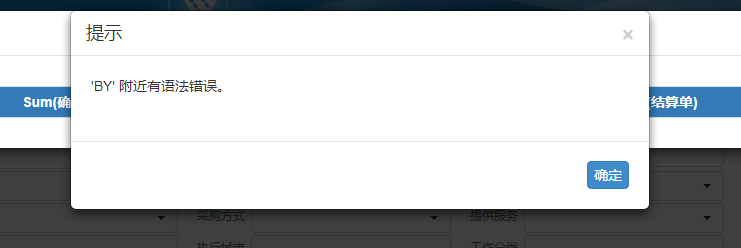 提示
×
'BY' 附近有语法错误。
Sum(确
结算单)
确定
采购方式
提供服务